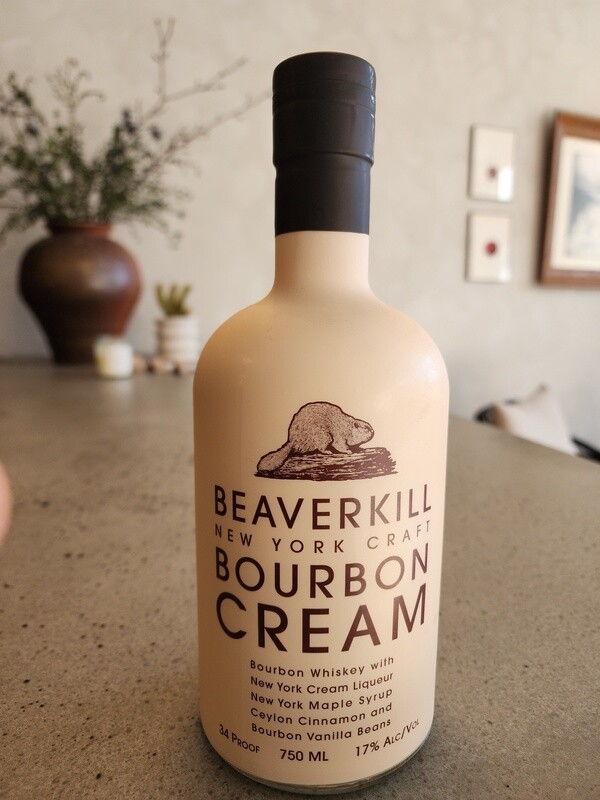 BEAVERKILL
NEW YORK CRAFT
BOURBON
CREAM
Bourbon Whiskey with
New York Cream Liqueur
New York Maple Syrup
Ceylon Cinnamon and
Bourbon Vanilla Beans
34 PROOF 750 ML 17% ALC/VOL